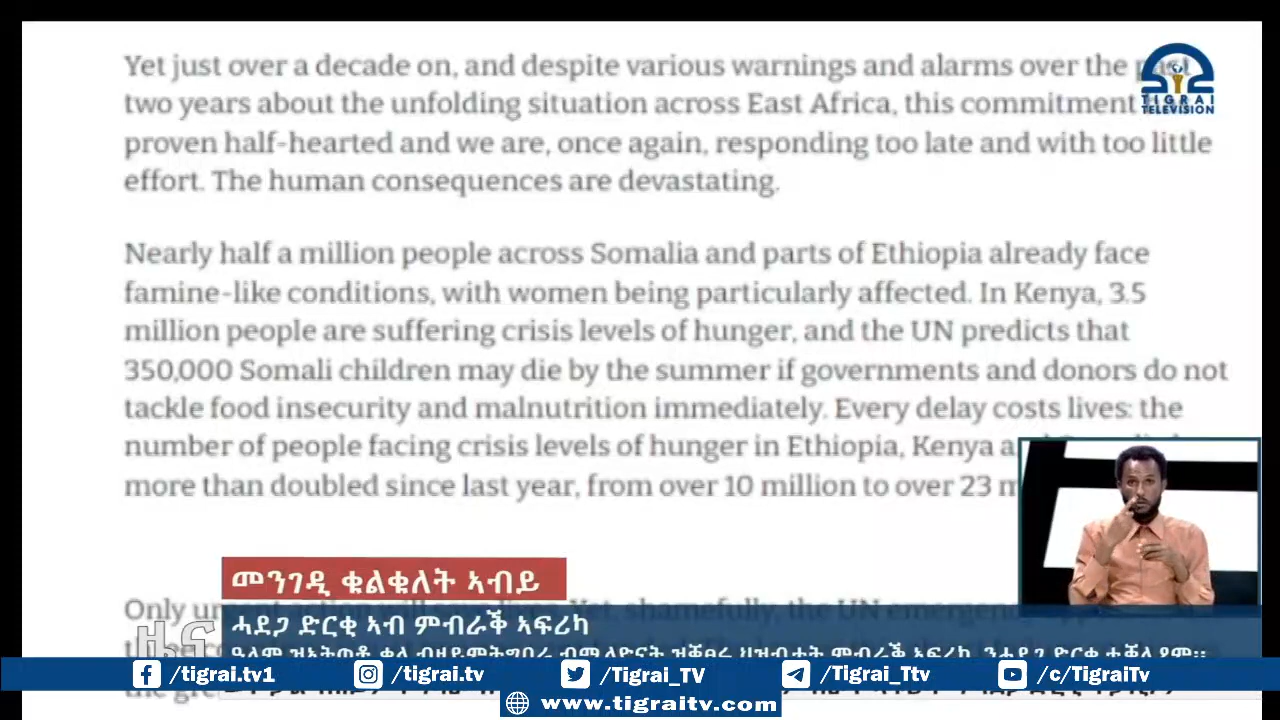 Yet just over a decade on, and despite various warnings and alarms over the
two years about the unfolding situation across East Africa, this commitment
proven half-hearted and we are, once again, responding too late and with too little
effort. The human consequences are devastating.
Nearly half a million people across Somalia and parts of Ethiopia already face
famine-like conditions, with women being particularly affected. In Kenya, 3.5
million people are suffering crisis levels of hunger, and the UN predicts that
350,000 Somali children may die by the summer if governments and donors do not
tackle food insecurity and malnutrition immediately. Every delay costs lives: the
number of people facing crisis levels of hunger in Ethiopia, Kenya
more than doubled since last year, from over 10 million to over 23
TIGRAI
TELEVISION
መንገዲ ቁልቁለት ኣብይ
Only
ሓደጋ ድርቂ ኣብ ምብራቕ ኣፍሪካ
ዜና
f/tigrai.tv1
/tigrai.tv
/Tigrai_TV
/Tigrai_Ttv
/c/TigraiTv
www.tigraitv.com